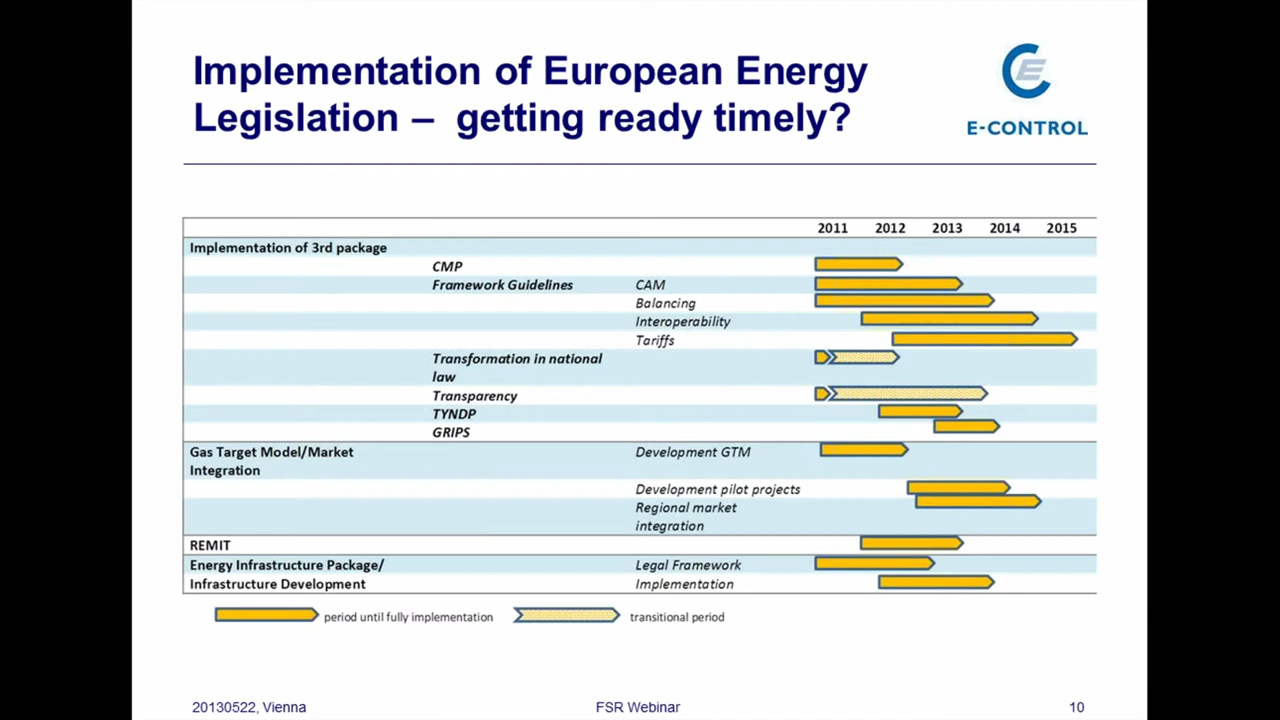 Implementation of European Energy
Legislation – getting ready timely?
E-CONTROL
2011 2012 2013 2014 2015
Implementation of 3rd package
CMP
Framework Guidelines CAM
Balancing
Interoperability
Tariffs
Transformation in national
law
Transparency
TYNDP
GRIPS
Gas Target Model/Market Development GTM
Integration
Development pilot projects
Regional market
integration
REMIT
Energy Infrastructure Package/ Legal Framework
Infrastructure Development Implementation
period until fully implementation transitional period
20130522, Vienna FSR Webinar 10